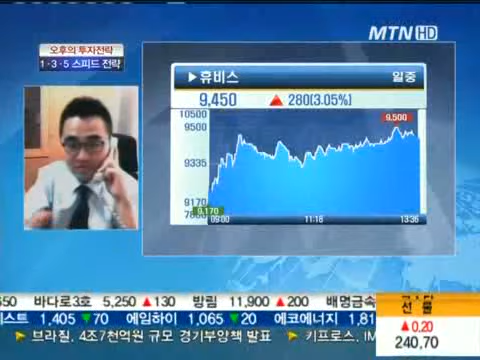 MTN HD
오후의 투자전략
1·3·5 스피드 전략
▶휴비스 일중
9,450 ▲ 280(3.05%)
10500
9500
9,500
9335
9170
9,170
09:00 11:18 13:36
650 바다로3호 5,250 ▲130 방림 11,900 ▲200 배명금속
비스트 1,405 ▼70 에임하이 1,065 ▼20 에코에너지 1,81
▶ 브라질, 4조7천억원 규모 경기부양책 발표 ▶ 키프로스, IM
선 물
▲0,20
240,70